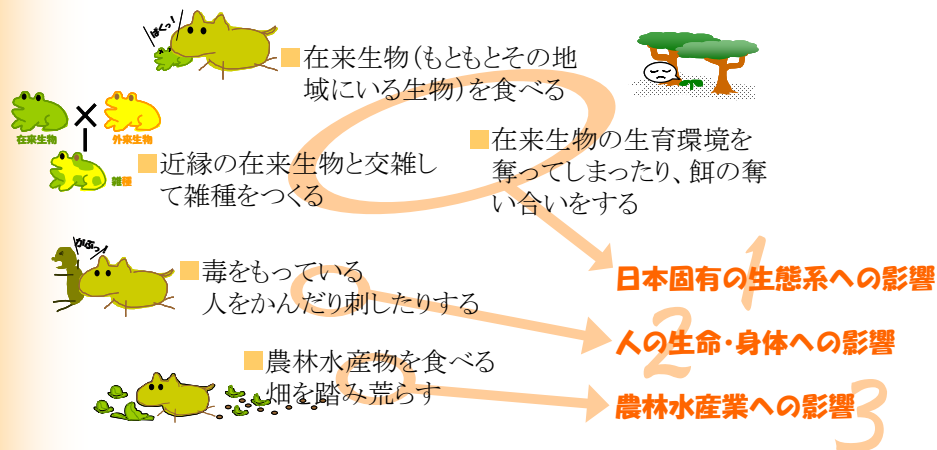 ぱくっ!
■在来生物(もともとその地
域にいる生物)を食べる
在来生物
×
外来生物
雑種
■近縁の在来生物と交雑し
て雑種をつくる
■在来生物の生育環境を
奪ってしまったり、餌の奪
い合いをする
がぶっ!
■毒をもっている
人をかんだり刺したりする
■農林水産物を食べる
畑を踏み荒らす
1
日本固有の生態系への影響
2
人の生命・身体への影響
3
農林水産業への影響